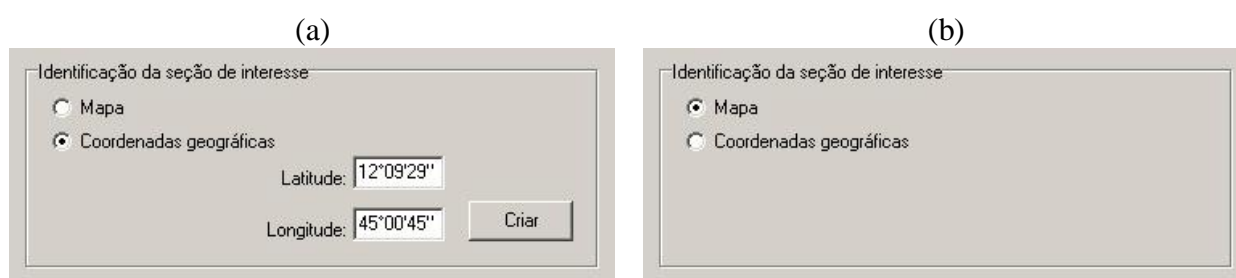 (a)
Identificação da seção de interesse
Mapa
Coordenadas geográficas
Latitude: 12°09'29''
Longitude: 45°00'45'' Criar
(b)
Identificação da seção de interesse
Mapa
Coordenadas geográficas